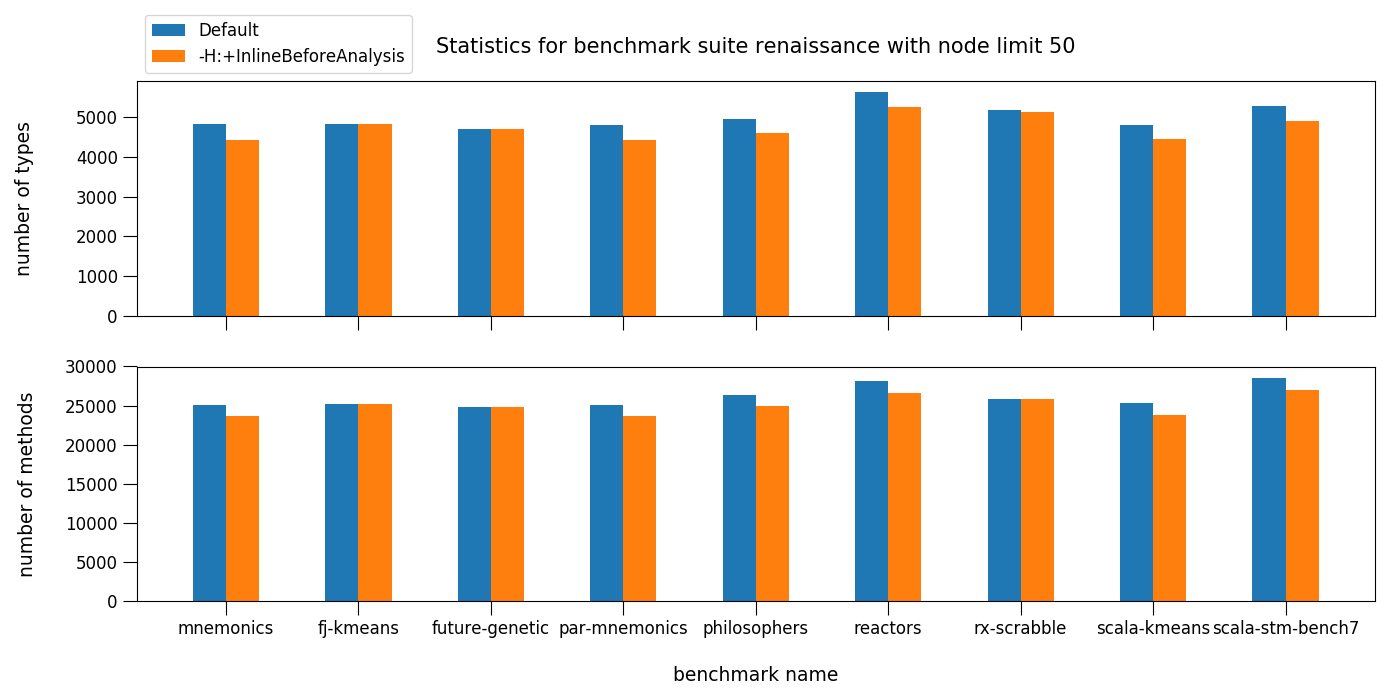 Default
-H:+InlineBeforeAnalysis
Statistics for benchmark suite renaissance with node limit 50
number of types
5000
4000
3000
2000
1000
0
number of methods
30000
25000
20000
15000
10000
5000
0
mnemonics
fj-kmeans
future-genetic
par-mnemonics
philosophers
reactors
rx-scrabble
scala-kmeans
scala-stm-bench7
benchmark name